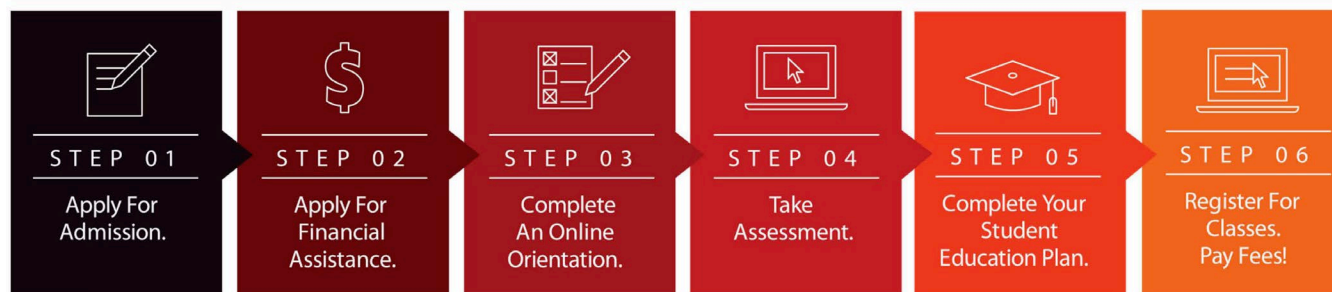 STEP 01
Apply For
Admission.
STEP 02
Apply For
Financial
Assistance.
STEP 03
Complete
An Online
Orientation.
STEP 04
Take
Assessment.
STEP 05
Complete Your
Student
Education Plan.
STEP 06
Register For
Classes.
Pay Fees!